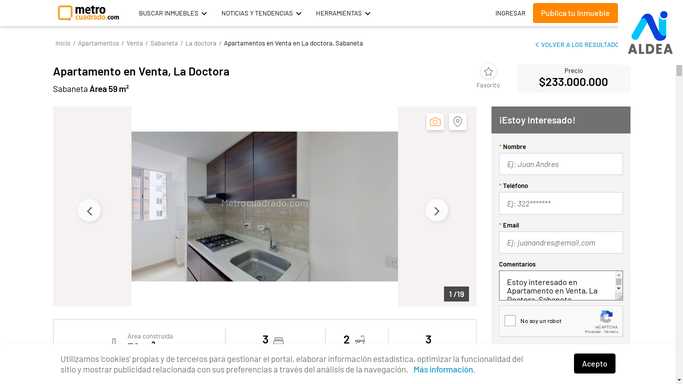 metro
cuadrado.com
BUSCAR INMUEBLES
NOTICIAS Y TENDENCIAS
HERRAMIENTAS
INGRESAR
Publica tu Inmueble
ALDEA
Inicio / Apartamentos / Venta / Sabaneta / La doctora / Apartamentos en Venta en La doctora, Sabaneta
VOLVER A LOS RESULTADO
Apartamento en Venta, La Doctora
Sabaneta Área 59 m²
Favorito
Precio
$233.000.000
Metrocuadrado.com
1 /19
¡Estoy Interesado!
* Nombre
Ej: Juan Andres
* Teléfono
Ej: 322*******
* Email
Ej: juanandres@email.com
Comentarios
Estoy interesado en
Apartamento en Venta, La
Doctora, Sabaneta
No soy un robot
reCAPTCHA
Privacidad - Términos
Área construida
3
2
3
Utilizamos 'cookies' propias y de terceros para gestionar el portal, elaborar información estadística, optimizar la funcionalidad del
sitio y mostrar publicidad relacionada con sus preferencias a través del análisis de la navegación. Más información.
Acepto